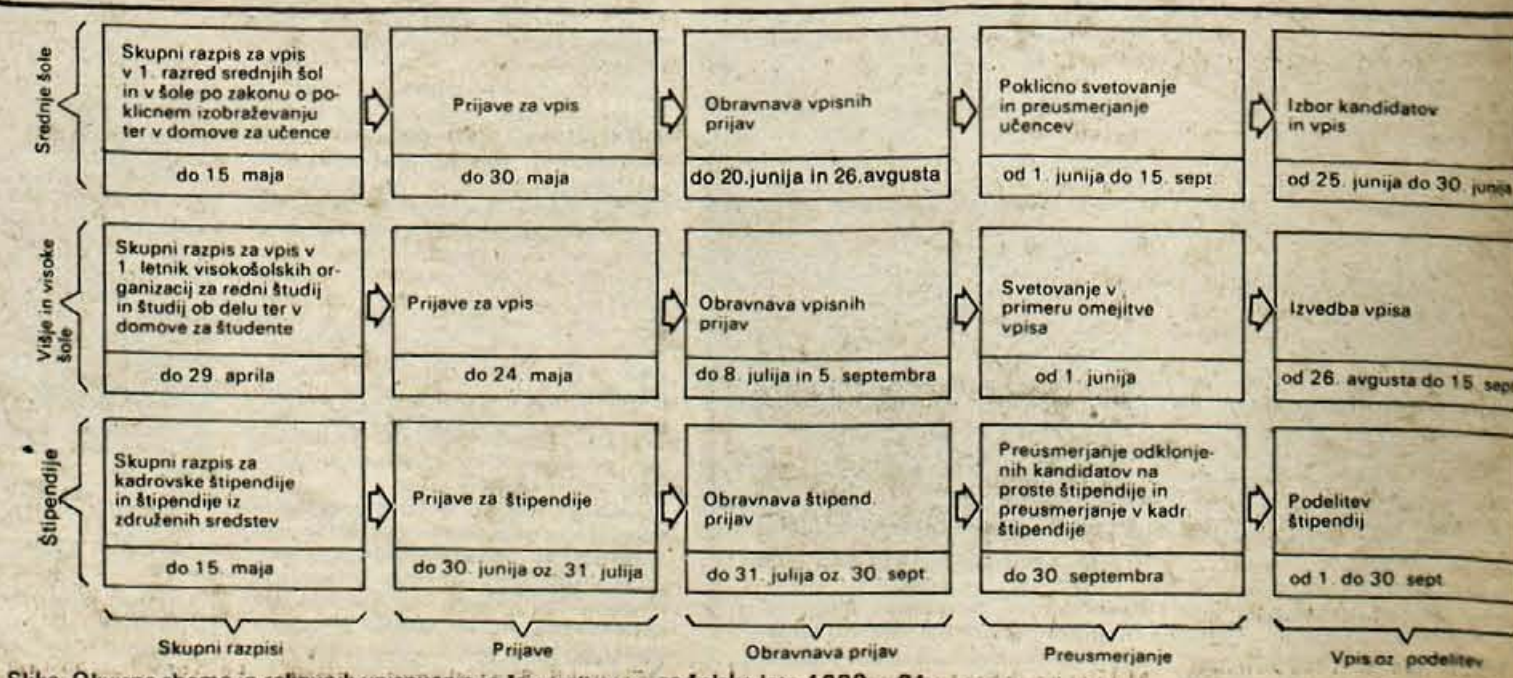 Srednje šole
Skupni razpis za vpis
v 1. razred srednjih šol
in v šole po zakonu o po-
klicnem izobraževanju
ter v domove za učence
do 15. maja
Prijave za vpis
do 30. maja
Obravnava vpisnih
prijav
do 20.junija in 26.avgusta
Poklicno svetovanje
in preusmerjanje
učencev
od 1. junija do 15. sept.
Izbor kandidatov
in vpis
od 25. junija do 30. junija
Višje in visoke
šole
Skupni razpis za vpis v
1. letnik visokošolskih or-
ganizacij za redni študij
in študij ob delu ter v
domove za študente
do 29. aprila
Prijave za vpis
do 24. maja
Obravnava vpisnih
prijav
do 8. julija in 5. septembra
Svetovanje v
primeru omejitve
vpisa
od 1. junija
Izvedba vpisa
od 26. avgusta do 15. sept
Štipendije
Skupni razpis za
kadrovske štipendije
in štipendije iz
združenih sredstev
do 15. maja
Prijave za štipendije
do 30. junija oz. 31. julija
Obravnava štipend.
prijav
do 31. julija oz. 30. sept.
Preusmerjanje odklonje-
nih kandidatov na
proste štipendije in
preusmerjanje v kadr.
štipendije
do 30. septembra
Podelitev
štipendij
od 1. do 30. sept.
Skupni razpisi
Prijave
Obravnava prijav
Preusmerjanje
Vpis oz. podelitev